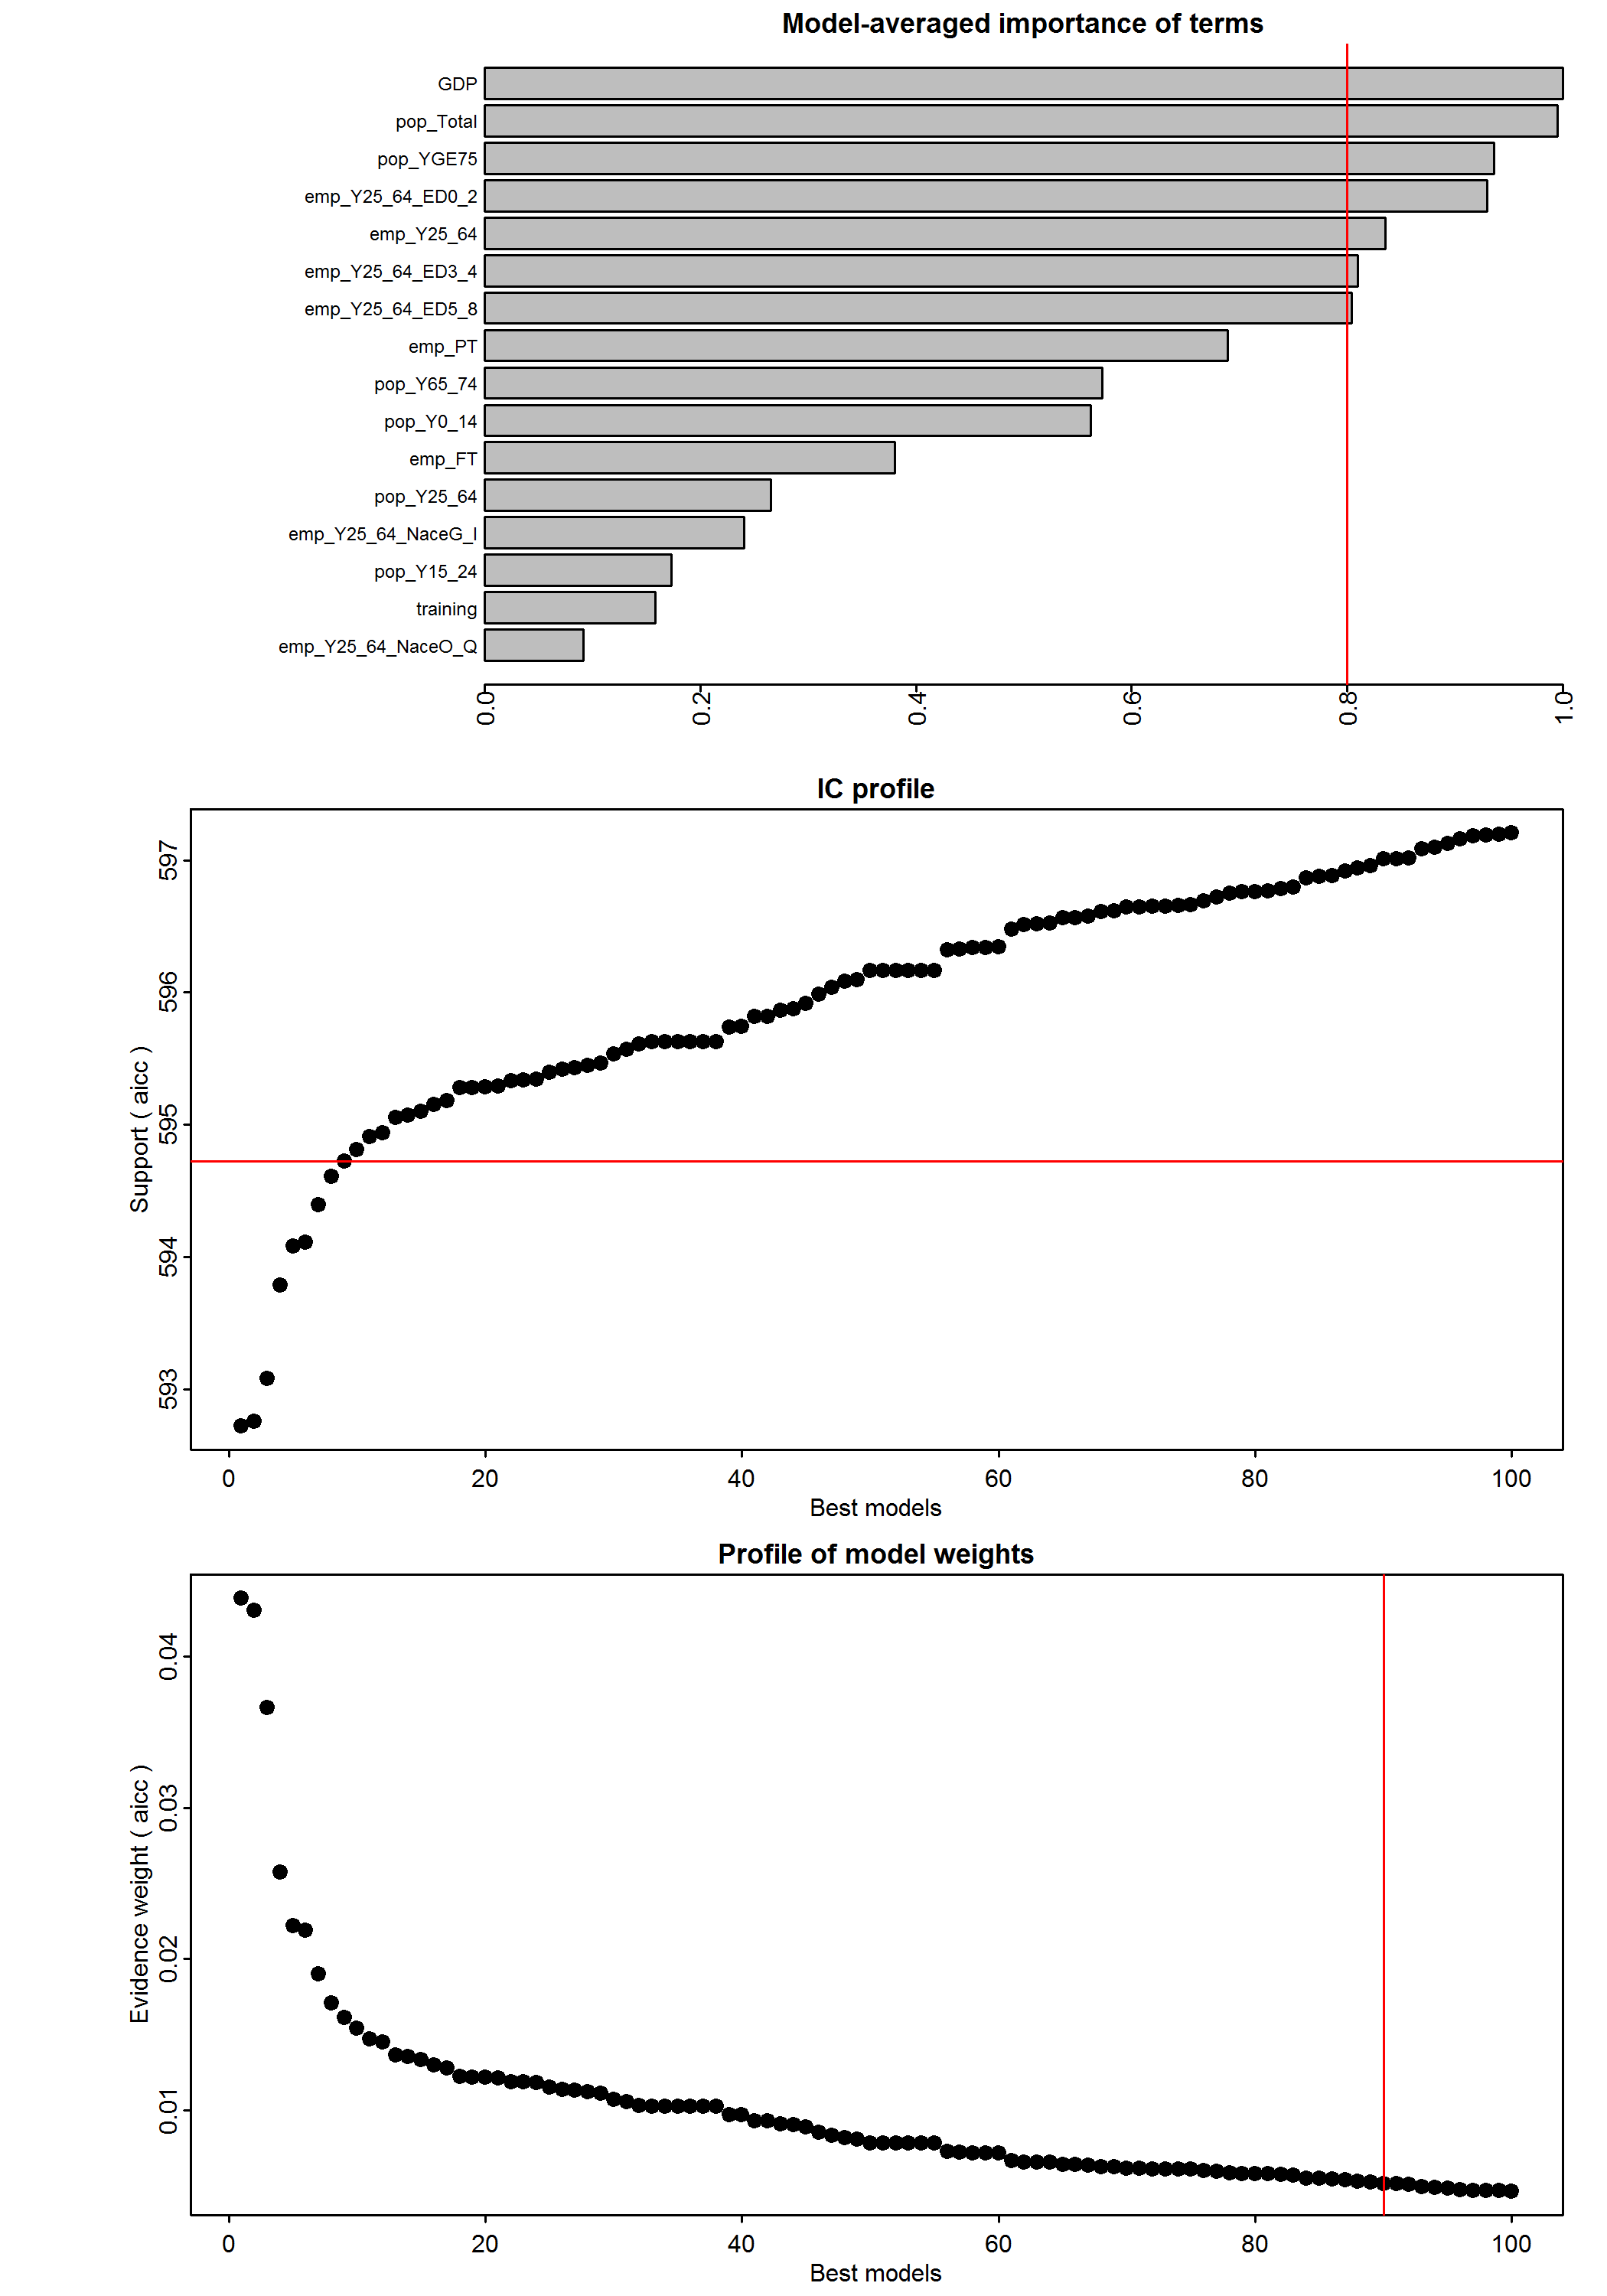 Model-averaged importance of terms
GDP
pop_Total
pop_YGE75
emp_Y25_64_ED0_2
emp_Y25_64
emp_Y25_64_ED3_4
emp_Y25_64_ED5_8
emp_PT
pop_Y65_74
pop_Y0_14
emp_FT
pop_Y25_64
emp_Y25_64_NaceG_I
pop_Y15_24
training
emp_Y25_64_NaceO_Q
0.0 0.2 0.4 0.6 0.8 1.0
IC profile
Support ( aicc )
597
596
595
594
593
0 20 40 60 80 100
Best models
Profile of model weights
Evidence weight ( aicc )
0.04
0.03
0.02
0.01
0 20 40 60 80 100
Best models